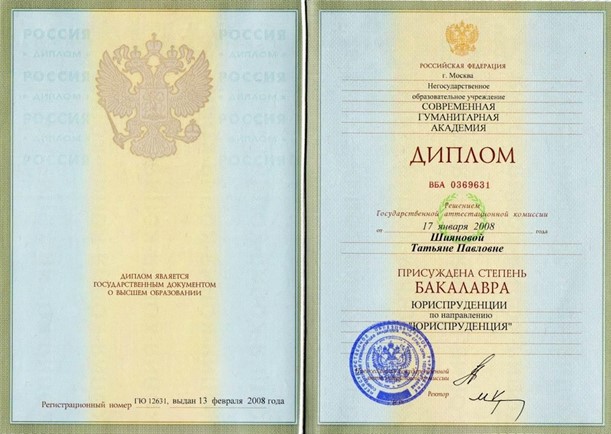 РОССИЯ
ДИПЛОМ
ДИПЛОМ ЯВЛЯЕТСЯ
ГОСУДАРСТВЕННЫМ ДОКУМЕНТОМ
О ВЫСШЕМ ОБРАЗОВАНИИ
Регистрационный номер ГЮ 12631, выдан 13 февраля 2008 года
РОССИЙСКАЯ ФЕДЕРАЦИЯ
г. Москва
Негосударственное
образовательное учреждение
СОВРЕМЕННАЯ
ГУМАНИТАРНАЯ
АКАДЕМИЯ
ДИПЛОМ
ВБА 0369631
Решением
Государственной аттестационной комиссии
от 17 января 2008 года
Шияновой
Татьяне Павловне
ПРИСУЖДЕНА СТЕПЕНЬ
БАКАЛАВРА
ЮРИСПРУДЕНЦИИ
по направлению
"ЮРИСПРУДЕНЦИЯ"
Ректор